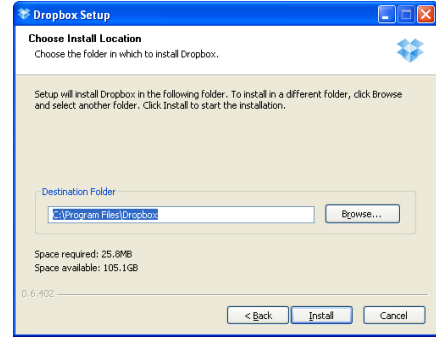 Dropbox Setup
Choose Install Location
Choose the folder in which to install Dropbox.
Setup will install Dropbox in the following folder. To install in a different folder, click Browse
and select another folder. Click Install to start the installation.
Destination Folder
C:\Program Files\Dropbox
Browse...
Space required: 25.8MB
Space available: 105.1GB
0.6.402
< Back
Install
Cancel